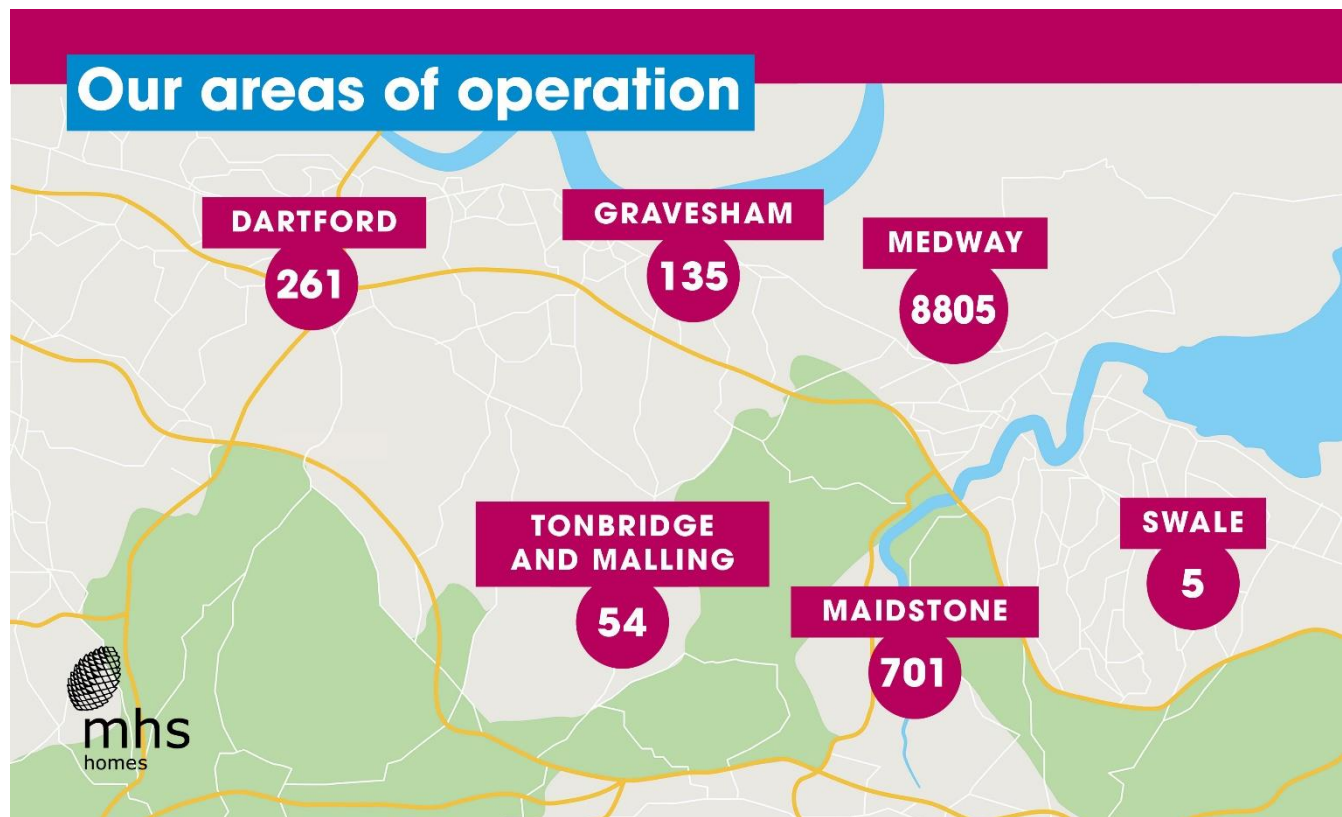 Our areas of operation
DARTFORD
261
GRAVESHAM
135
MEDWAY
8805
TONBRIDGE
AND MALLING
54
MAIDSTONE
701
SWALE
5
mhs
homes